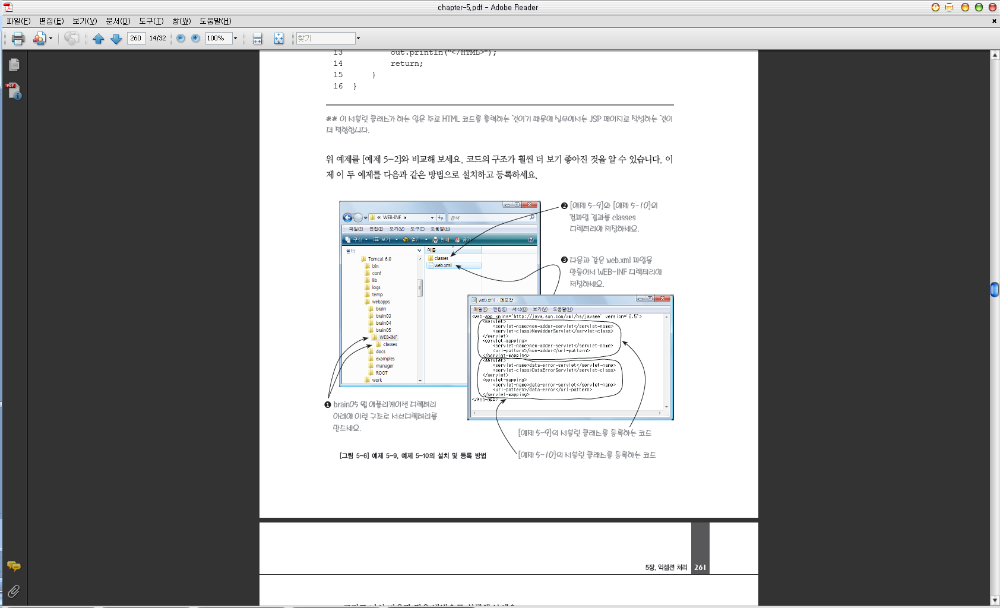 chapter-5.pdf - Adobe Reader
파일(F) 편집(E) 보기(V) 문서(D) 도구(T) 창(W) 도움말(H)
260 14/32 100% 찾기
13 out.println("</HTML>");
14 return;
15 }
16 }
** 이 서블릿 클래스가 하는 일은 주로 HTML 코드를 출력하는 것이기 때문에 실무에서는 JSP 페이지로 작성하는 것이
더 적합합니다.
위 예제를 [예제 5-2]와 비교해 보세요. 코드의 구조가 훨씬 더 보기 좋아진 것을 알 수 있습니다. 이
제 이 두 예제를 다음과 같은 방법으로 설치하고 등록하세요.
« WEB-INF 검색
파일(F) 편집(E) 보기(V) 도구(T) 도움말(H)
구성 보기 열기 인쇄 굽기
폴더 이름
Tomcat 6.0
bin
conf
lib
logs
temp
webapps
brain
brain03
brain04
brain05
WEB-INF
classes
docs
examples
manager
ROOT
work
classes
web.xml
❷ [예제 5-9]와 [예제 5-10]의
컴파일 결과를 classes
디렉터리에 저장하세요.
❸ 다음과 같은 web.xml 파일을
만들어서 WEB-INF 디렉터리에
저장하세요.
web.xml - 메모장
파일(F) 편집(E) 서식(O) 보기(V) 도움말(H)
<web-app xmlns="http://java.sun.com/xml/ns/javaee" version="2.5">
<servlet>
<servlet-name>new-adder-servlet</servlet-name>
<servlet-class>NewAdderServlet</servlet-class>
</servlet>
<servlet-mapping>
<servlet-name>new-adder-servlet</servlet-name>
<url-pattern>/new-adder</url-pattern>
</servlet-mapping>
<servlet>
<servlet-name>data-error-servlet</servlet-name>
<servlet-class>DataErrorServlet</servlet-class>
</servlet>
<servlet-mapping>
<servlet-name>data-error-servlet</servlet-name>
<url-pattern>/data-error</url-pattern>
</servlet-mapping>
</web-app>
❶ brain05 웹 애플리케이션 디렉터리
아래에 이런 구조로 서브디렉터리를
만드세요.
[예제 5-9]의 서블릿 클래스를 등록하는 코드
[예제 5-10]의 서블릿 클래스를 등록하는 코드
[그림 5-6] 예제 5-9, 예제 5-10의 설치 및 등록 방법
5장. 익셉션 처리 261